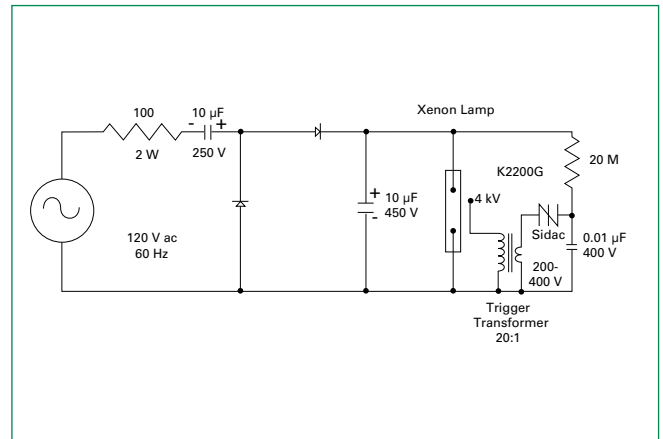 100
2 W
- 10 µF +
250 V
120 V ac
60 Hz
+ 10 µF
- 450 V
Xenon Lamp
4 kV
K2200G
Sidac
20 M
0.01 µF
400 V
200-
400 V
Trigger
Transformer
20:1